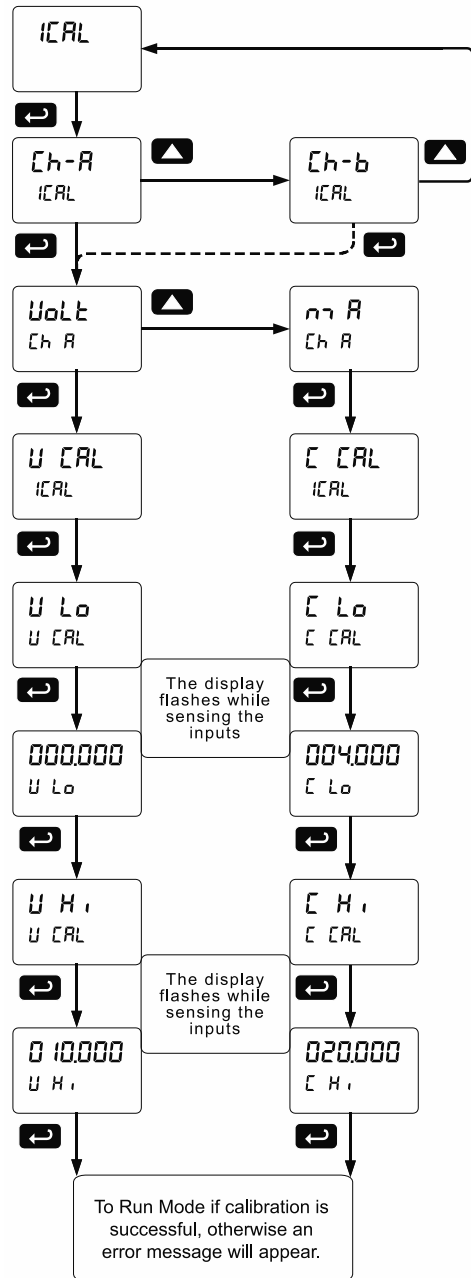 ICAL
Ch-A
ICAL
Ch-b
ICAL
UoLt
Ch A
m A
Ch A
U CAL
ICAL
C CAL
ICAL
U Lo
U CAL
C Lo
C CAL
The display
flashes while
sensing the
inputs
000.000
U Lo
004.000
C Lo
U Hi
U CAL
C Hi
C CAL
The display
flashes while
sensing the
inputs
010.000
U Hi
020.000
C Hi
To Run Mode if calibration is
successful, otherwise an
error message will appear.